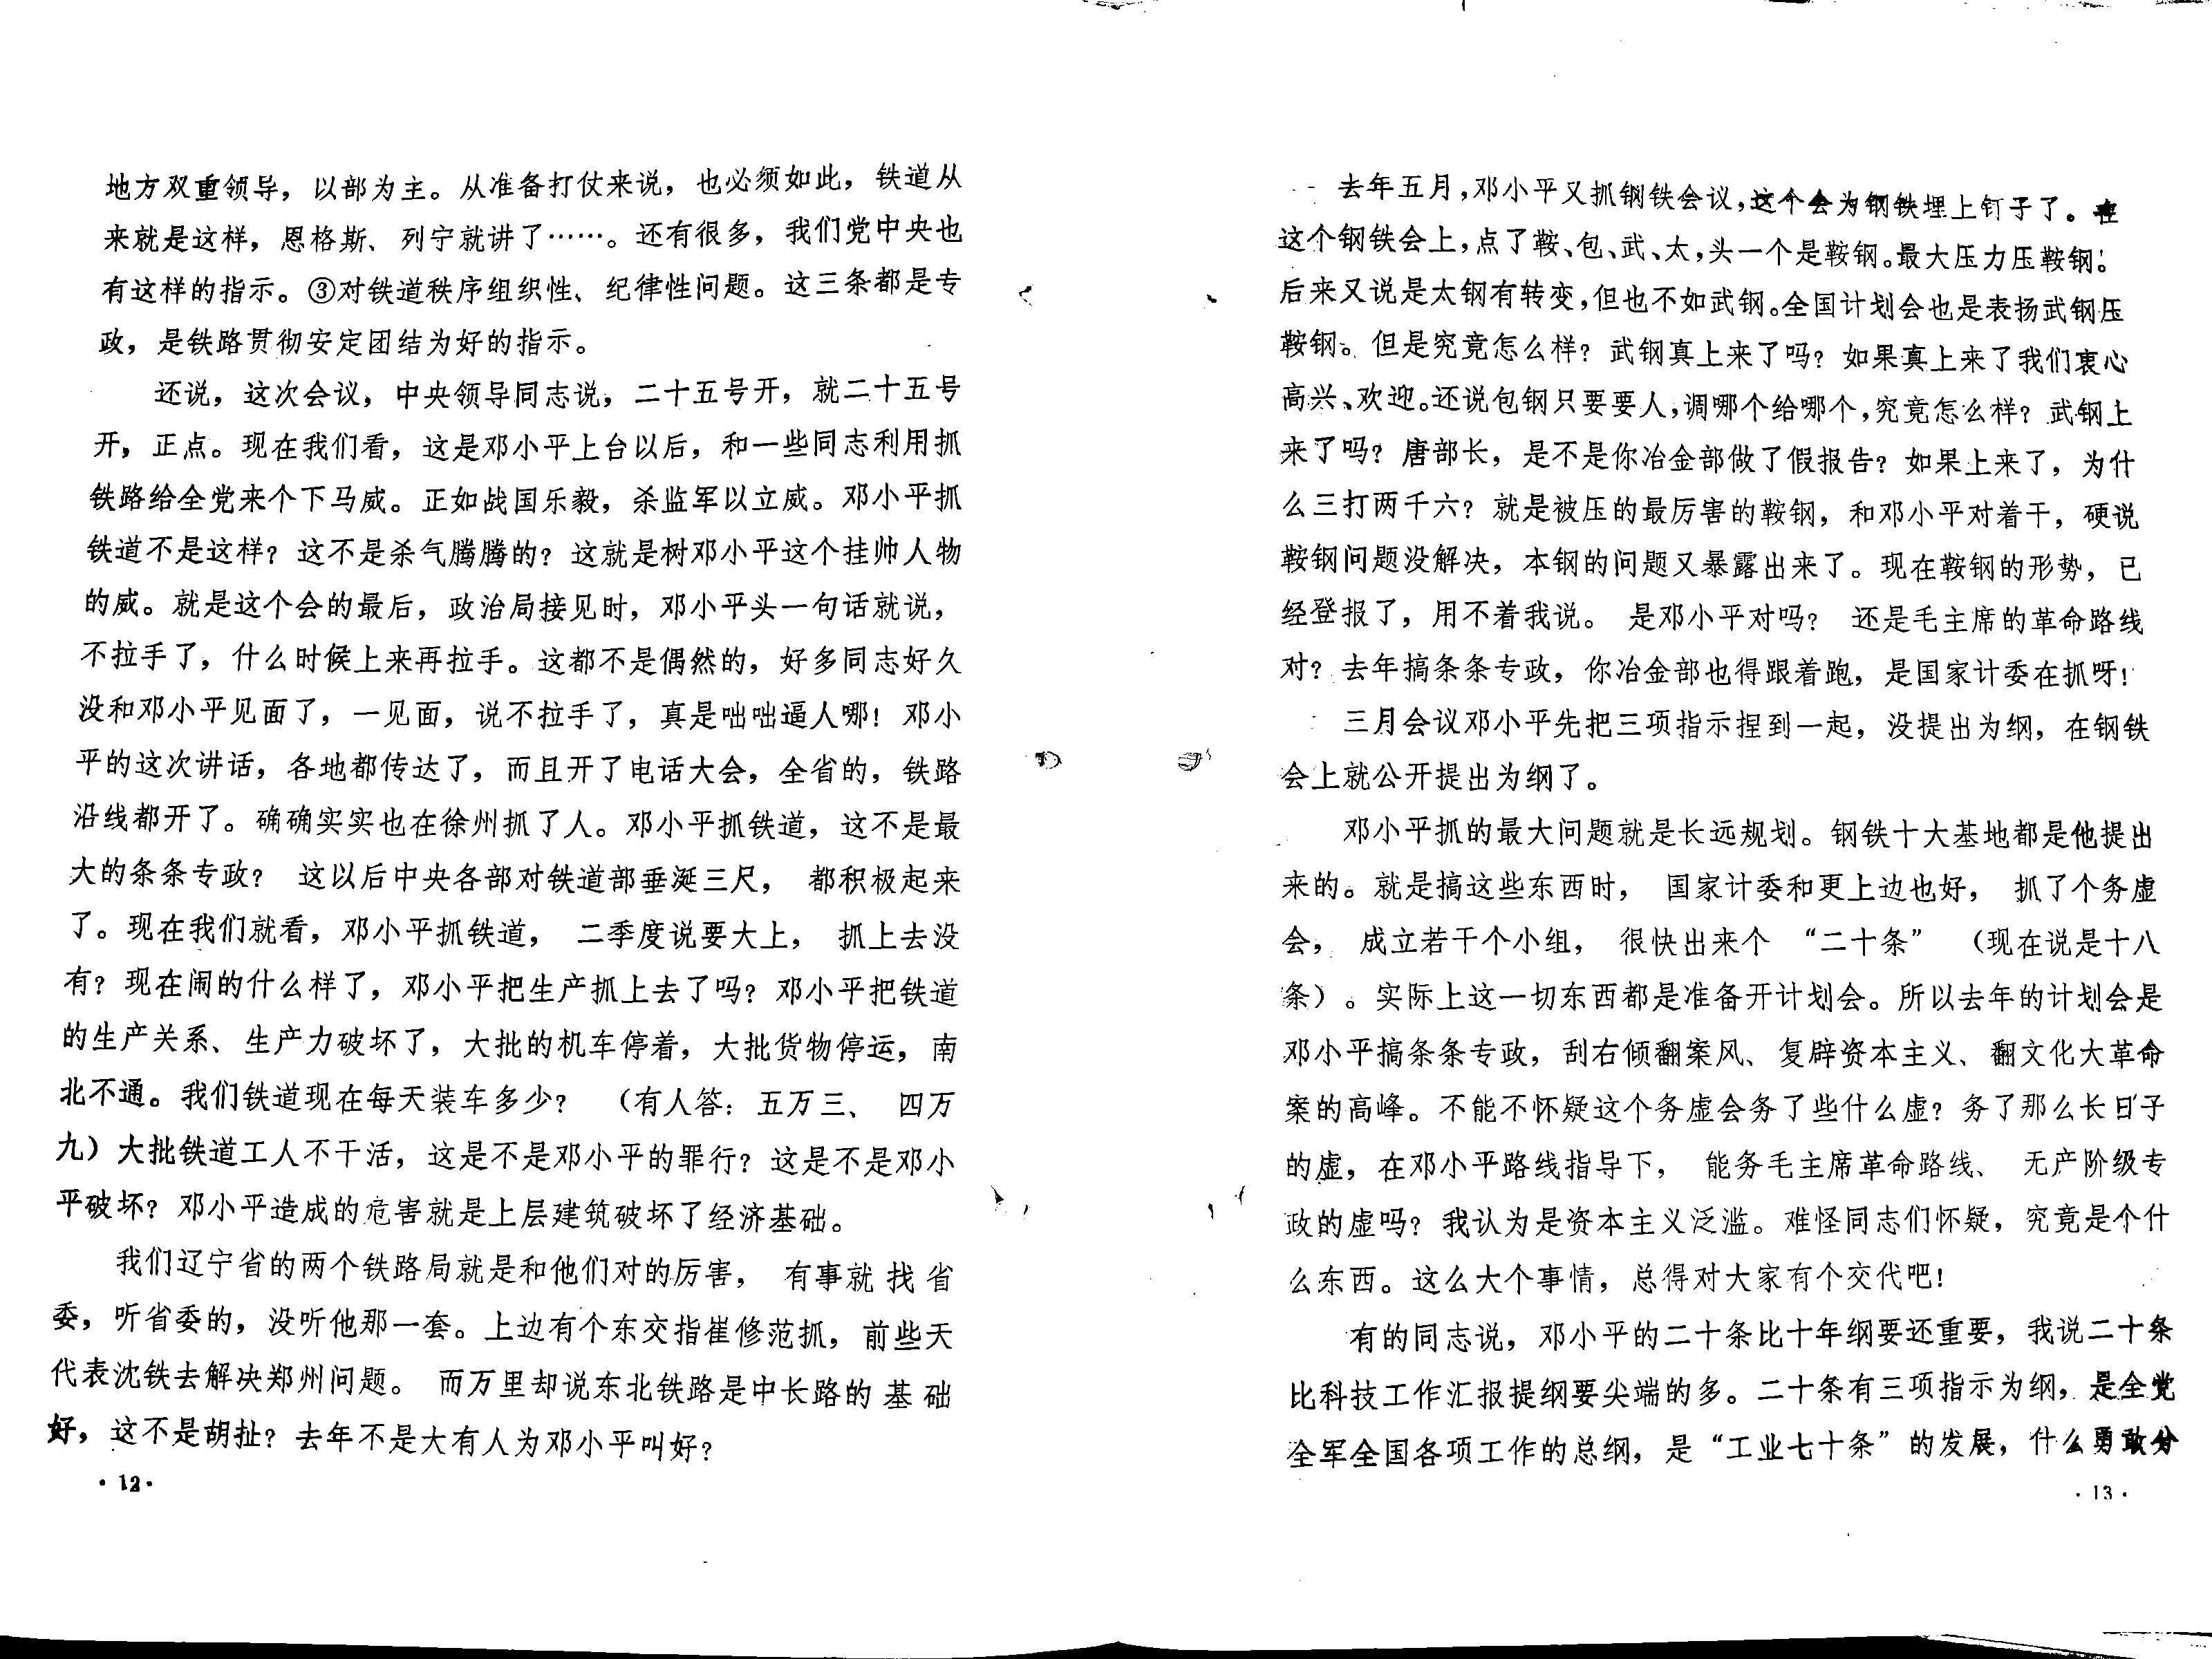 地方双重领导，以部为主。从准备打仗来说，也必须如此，铁道从
来就是这样，恩格斯、列宁就讲了……。还有很多，我们党中央也
有这样的指示。③对铁道秩序组织性、纪律性问题。这三条都是专
政，是铁路贯彻安定团结为好的指示。
还说，这次会议，中央领导同志说，二十五号开，就二十五号
开，正点。现在我们看，这是邓小平上台以后，和一些同志利用抓
铁路给全党来个下马威。正如战国乐毅，杀监军以立威。邓小平抓
铁道不是这样？这不是杀气腾腾的？这就是树邓小平这个挂帅人物
的威。就是这个会的最后，政治局接见时，邓小平头一句话就说，
不拉手了，什么时候上来再拉手。这都不是偶然的，好多同志好久
没和邓小平见面了，一见面，说不拉手了，真是咄咄逼人哪！邓小
平的这次讲话，各地都传达了，而且开了电话大会，全省的，铁路
沿线都开了。确确实实也在徐州抓了人。邓小平抓铁道，这不是最
大的条条专政？ 这以后中央各部对铁道部垂涎三尺， 都积极起来
了。现在我们就看，邓小平抓铁道， 二季度说要大上， 抓上去没
有？现在闹的什么样了，邓小平把生产抓上去了吗？邓小平把铁道
的生产关系、生产力破坏了，大批的机车停着，大批货物停运，南
北不通。我们铁道现在每天装车多少？ （有人答：五万三、 四万
九）大批铁道工人不干活，这是不是邓小平的罪行？这是不是邓小
平破坏？邓小平造成的危害就是上层建筑破坏了经济基础。
我们辽宁省的两个铁路局就是和他们对的厉害， 有事就 找 省
委，听省委的，没听他那一套。上边有个东交指崔修范抓，前些天
代表沈铁去解决郑州问题。 而万里却说东北铁路是中长路的 基 础
好，这不是胡扯？去年不是大有人为邓小平叫好？
·12·
去年五月，邓小平又抓钢铁会议，这个会为钢铁埋上钉子了。在
这个钢铁会上，点了鞍、包、武、太，头一个是鞍钢。最大压力压鞍钢。
后来又说是太钢有转变，但也不如武钢。全国计划会也是表扬武钢压
鞍钢。但是究竟怎么样？武钢真上来了吗？如果真上来了我们衷心
高兴、欢迎。还说包钢只要要人，调哪个给哪个，究竟怎么样？武钢上
来了吗？唐部长，是不是你冶金部做了假报告？如果上来了，为什
么三打两千六？就是被压的最厉害的鞍钢，和邓小平对着干，硬说
鞍钢问题没解决，本钢的问题又暴露出来了。现在鞍钢的形势，已
经登报了，用不着我说。 是邓小平对吗？ 还是毛主席的革命路线
对？去年搞条条专政，你冶金部也得跟着跑，是国家计委在抓呀！
三月会议邓小平先把三项指示捏到一起，没提出为纲，在钢铁
会上就公开提出为纲了。
邓小平抓的最大问题就是长远规划。钢铁十大基地都是他提出
来的。就是搞这些东西时， 国家计委和更上边也好， 抓了个务虚
会， 成立若干个小组， 很快出来个 “二十条” （现在说是十八
条）。实际上这一切东西都是准备开计划会。所以去年的计划会是
邓小平搞条条专政，刮右倾翻案风、复辟资本主义、翻文化大革命
案的高峰。不能不怀疑这个务虚会务了些什么虚？务了那么长日子
的虚，在邓小平路线指导下， 能务毛主席革命路线、 无产阶级专
政的虚吗？我认为是资本主义泛滥。难怪同志们怀疑，究竟是个什
么东西。这么大个事情，总得对大家有个交代吧！
有的同志说，邓小平的二十条比十年纲要还重要，我说二十条
比科技工作汇报提纲要尖端的多。二十条有三项指示为纲，是全党
全军全国各项工作的总纲，是“工业七十条”的发展，什么勇敢分
·13·